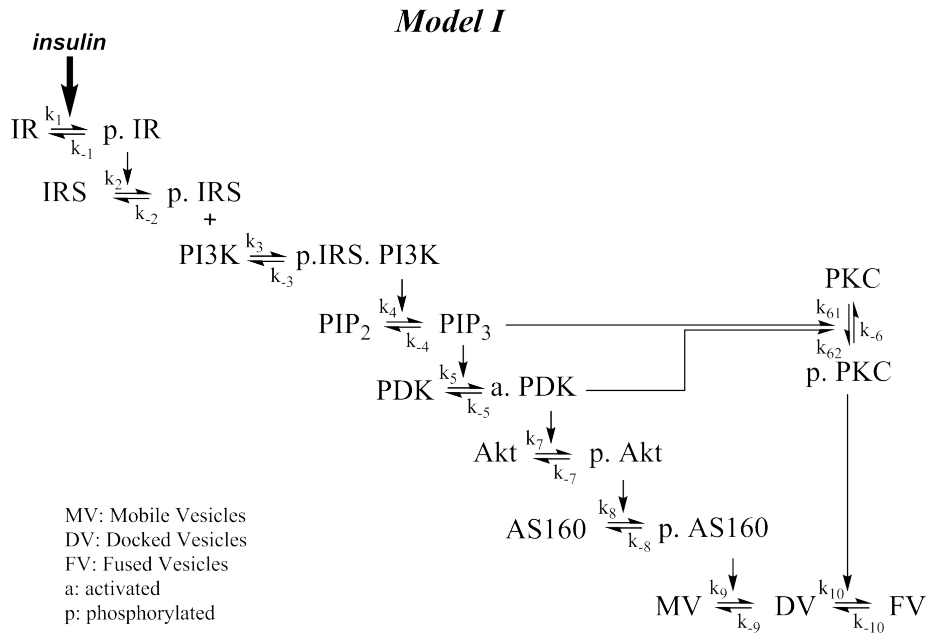 Model I
insulin
IR k1 k-1 p. IR
IRS k2 k-2 p. IRS
+
PI3K k3 k-3 p.IRS. PI3K
PKC
PIP2 k4 k-4 PIP3 k61 k62 k-6
p. PKC
PDK k5 k-5 a. PDK
Akt k7 k-7 p. Akt
AS160 k8 k-8 p. AS160
MV: Mobile Vesicles
DV: Docked Vesicles
FV: Fused Vesicles
a: activated
p: phosphorylated
MV k9 k-9 DV k10 k-10 FV